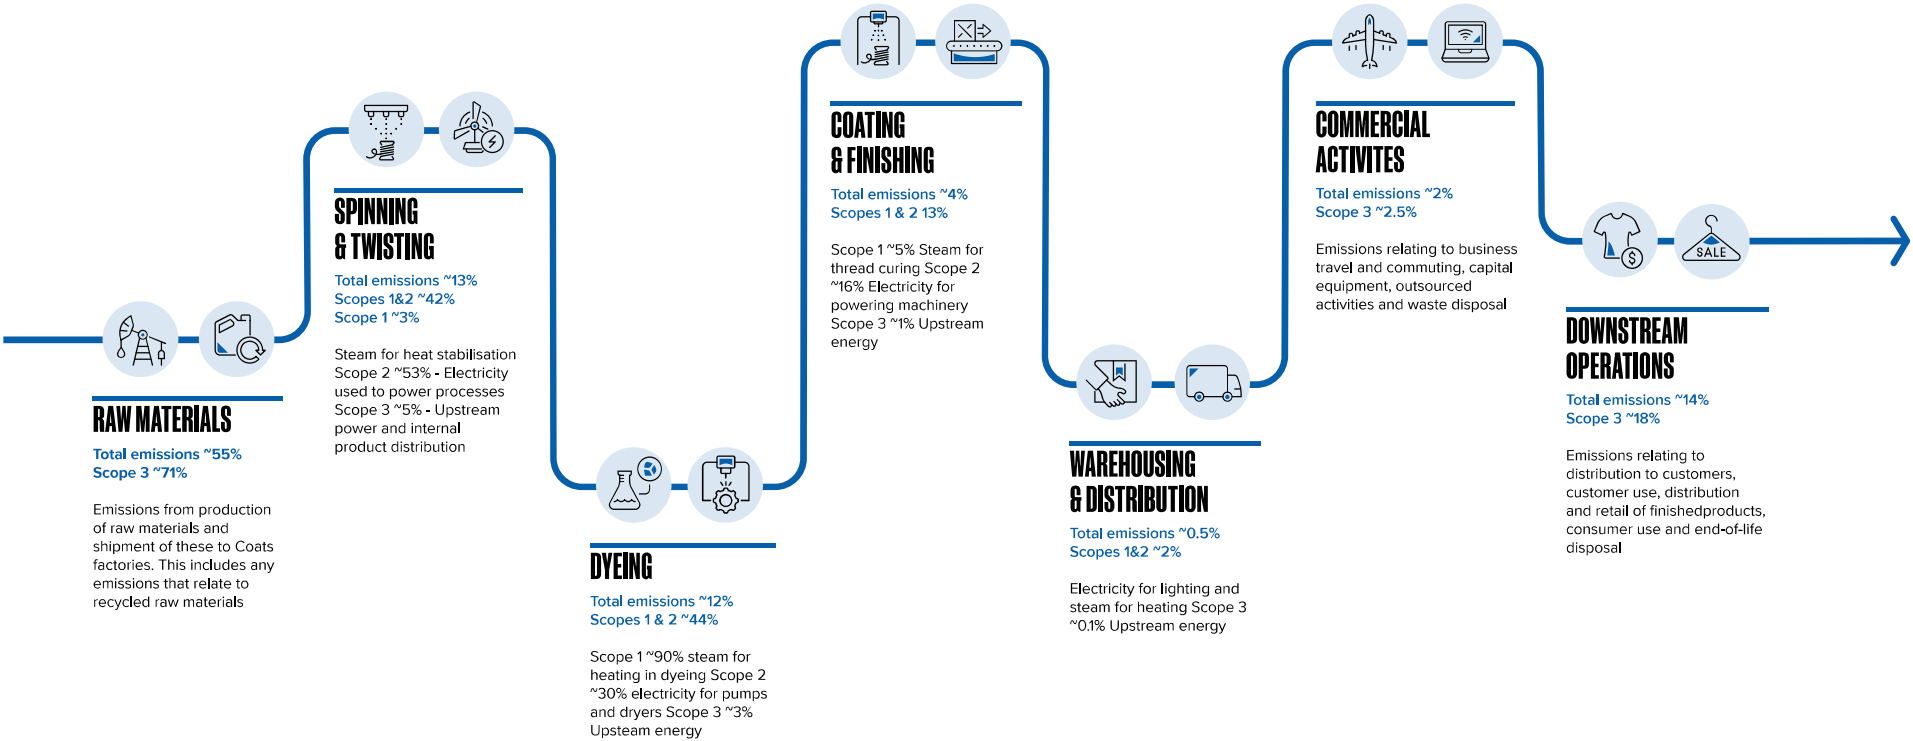 RAW MATERIALS
Total emissions ~55%
Scope 3 ~71%
Emissions from production
of raw materials and
shipment of these to Coats
factories. This includes any
emissions that relate to
recycled raw materials
SPINNING
& TWISTING
Total emissions ~13%
Scopes 1&2 ~42%
Scope 1 ~3%
Steam for heat stabilisation
Scope 2 ~53% - Electricity
used to power processes
Scope 3 ~5% - Upstream
power and internal
product distribution
DYEING
Total emissions ~12%
Scopes 1 & 2 ~44%
Scope 1 ~90% steam for
heating in dyeing Scope 2
~30% electricity for pumps
and dryers Scope 3 ~3%
Upsteam energy
COATING
& FINISHING
Total emissions ~4%
Scopes 1 & 2 13%
Scope 1 ~5% Steam for
thread curing Scope 2
~16% Electricity for
powering machinery
Scope 3 ~1% Upstream
energy
WAREHOUSING
& DISTRIBUTION
Total emissions ~0.5%
Scopes 1&2 ~2%
Electricity for lighting and
steam for heating Scope 3
~0.1% Upstream energy
COMMERCIAL
ACTIVITES
Total emissions ~2%
Scope 3 ~2.5%
Emissions relating to business
travel and commuting, capital
equipment, outsourced
activities and waste disposal
$
SALE
DOWNSTREAM
OPERATIONS
Total emissions ~14%
Scope 3 ~18%
Emissions relating to
distribution to customers,
customer use, distribution
and retail of finishedproducts,
consumer use and end-of-life
disposal